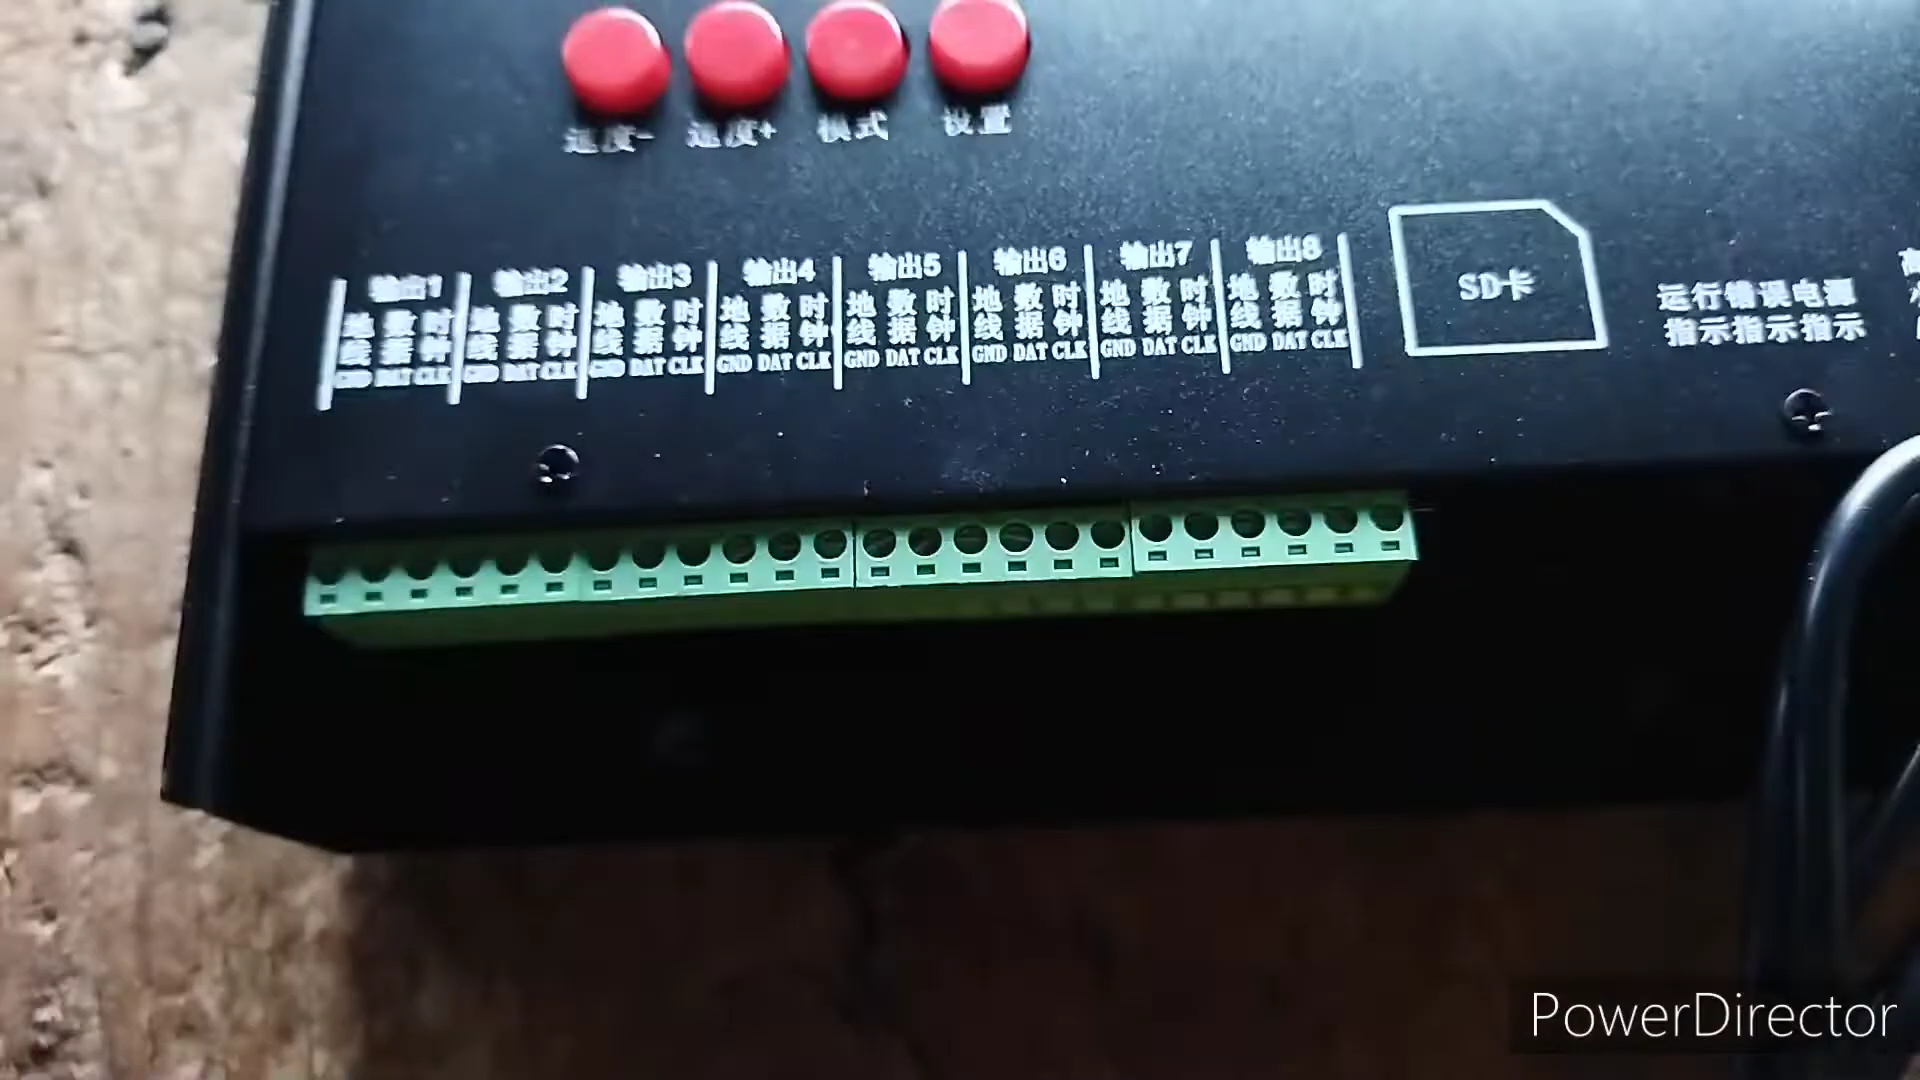 速度- 速度+ 模式 设置
输出1 输出2 输出3 输出4 输出5 输出6 输出7 输出8
地线 数据 时钟 地线 数据 时钟 地线 数据 时钟 地线 数据 时钟 地线 数据 时钟 地线 数据 时钟 地线 数据 时钟 地线 数据 时钟
GND DAT CLK GND DAT CLK GND DAT CLK GND DAT CLK GND DAT CLK GND DAT CLK GND DAT CLK GND DAT CLK
SD卡
运行错误电源
指示指示指示
PowerDirector